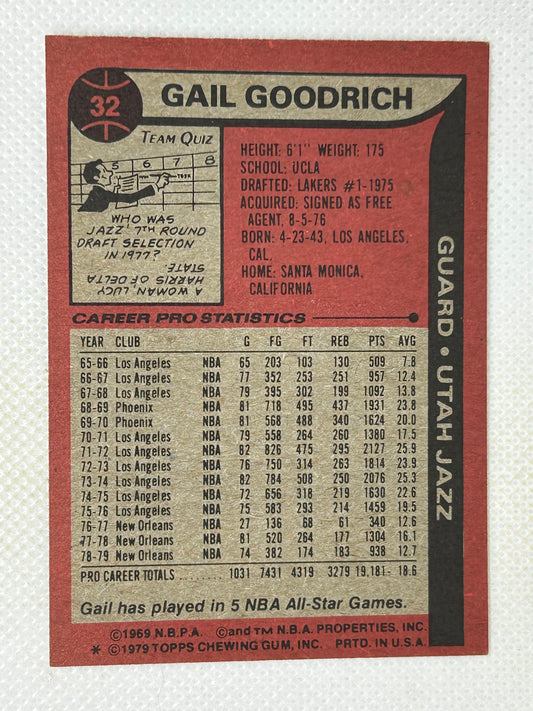 32
GAIL GOODRICH
TEAM QUIZ
5 6 7 8
WHO WAS
JAZZ' 7TH ROUND
DRAFT SELECTION
IN 1977?
A WOMAN, LUCY
HARRIS OF DELTA
STATE.
HEIGHT: 6'1" WEIGHT: 175
SCHOOL: UCLA
DRAFTED: LAKERS #1-1975
ACQUIRED: SIGNED AS FREE
AGENT, 8-5-76
BORN: 4-23-43, LOS ANGELES,
CAL.
HOME: SANTA MONICA,
CALIFORNIA
GUARD • UTAH JAZZ
CAREER PRO STATISTICS
YEAR CLUB G FG FT REB PTS AVG
65-66 Los Angeles NBA 65 203 103 130 509 7.8
66-67 Los Angeles NBA 77 352 253 251 957 12.4
67-68 Los Angeles NBA 79 395 302 199 1092 13.8
68-69 Phoenix NBA 81 718 495 437 1931 23.8
69-70 Phoenix NBA 81 568 488 340 1624 20.0
70-71 Los Angeles NBA 79 558 264 260 1380 17.5
71-72 Los Angeles NBA 82 826 475 295 2127 25.9
72-73 Los Angeles NBA 76 750 314 263 1814 23.9
73-74 Los Angeles NBA 82 784 508 250 2076 25.3
74-75 Los Angeles NBA 72 656 318 219 1630 22.6
75-76 Los Angeles NBA 75 583 293 214 1459 19.5
76-77 New Orleans NBA 27 136 68 61 340 12.6
77-78 New Orleans NBA 81 520 264 177 1304 16.1
78-79 New Orleans NBA 74 382 174 183 938 12.7
PRO CAREER TOTALS ........ 1031 7431 4319 3279 19,181- 18.6
Gail has played in 5 NBA All-Star Games.
©1969 N.B.P.A. ©and TM N.B.A. PROPERTIES, INC.
* ©1979 TOPPS CHEWING GUM, INC. PRTD. IN U.S.A.